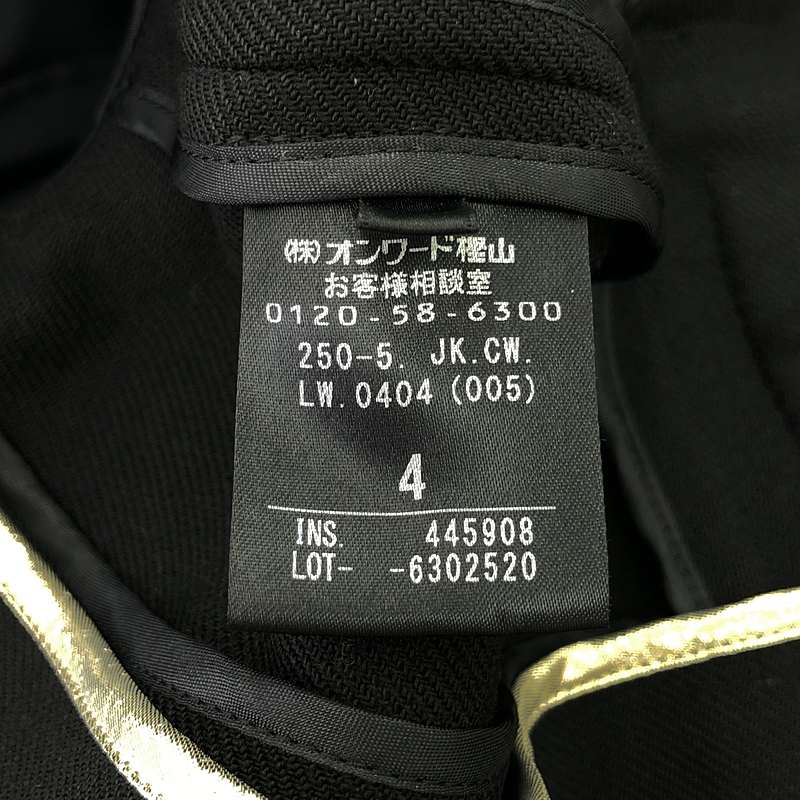 (株)オンワード樫山
お客様相談室
0120-58-6300
250-5. JK.CW.
LW.0404 (005)
4
INS. 445908
LOT- -6302520